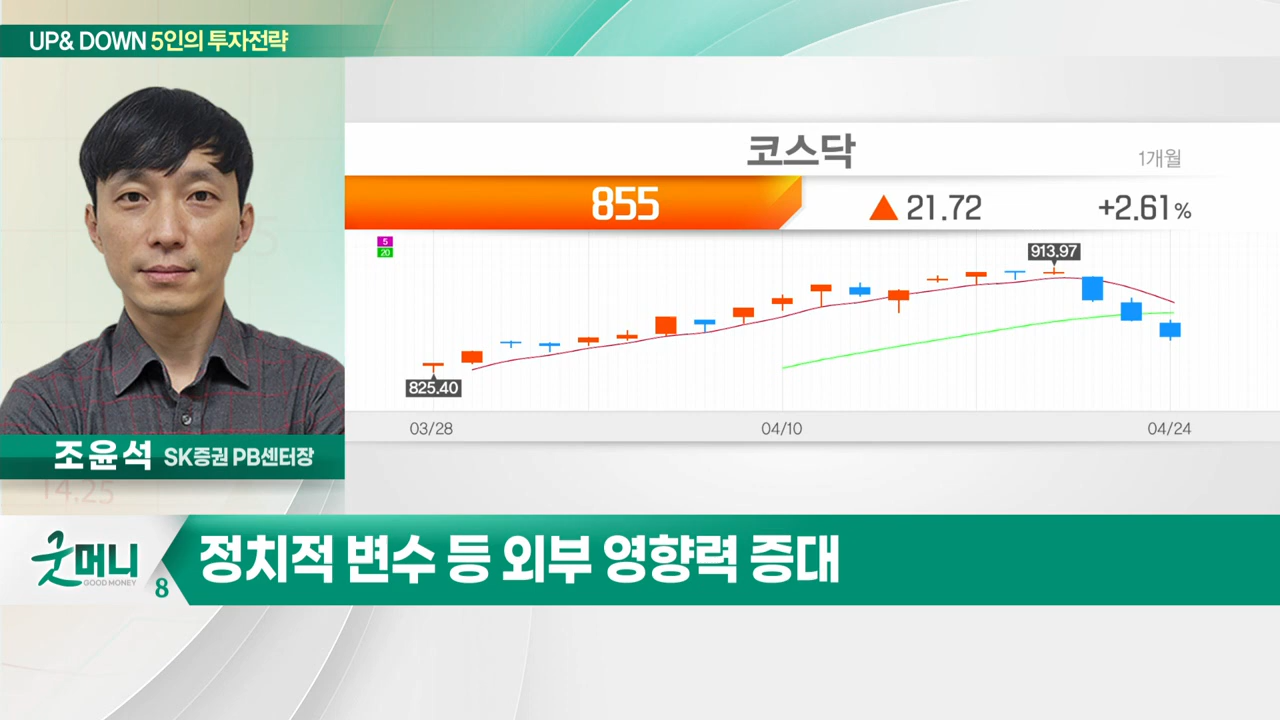 UP& DOWN 5인의 투자전략
코스닥
1개월
855
▲ 21.72
+2.61%
5
20
913.97
825.40
03/28
04/10
04/24
조윤석 SK증권 PB센터장
14.25
굿머니
GOOD MONEY
8
정치적 변수 등 외부 영향력 증대